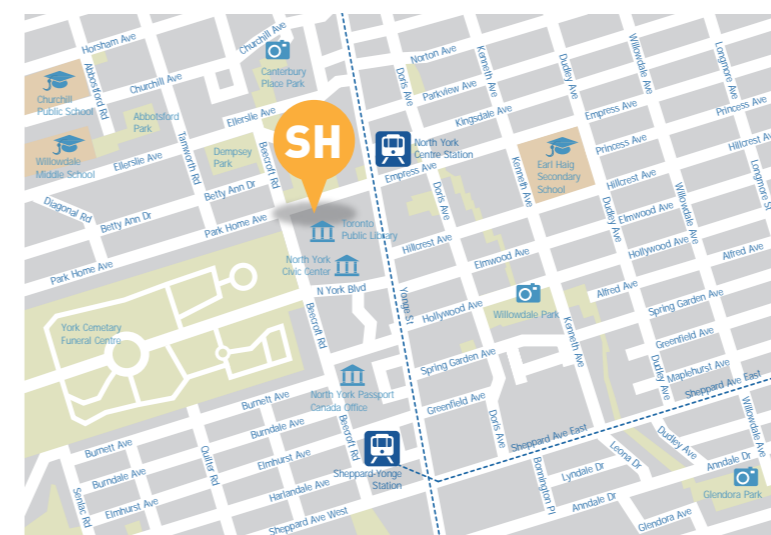 Horsham Ave
Churchill Ave
Norton Ave
Kenneth Ave
Dudley Ave
Willowdale Ave
Longmore Ave
Abbotsford Rd
Churchill Ave
Canterbury
Place Park
Doris Ave
Parkview Ave
Churchill
Public School
Abbotsford
Park
Ellerslie Ave
Kingsdale Ave
Empress Ave
Princess Ave
SH
Tamworth Rd
Dempsey
Park
Beecroft Rd
North York
Centre Station
Princess Ave
Hillcrest Av
Willowdale
Middle School
Ellerslie Ave
Empress Ave
Kenneth Ave
Earl Haig
Secondary
School
Hillcrest Ave
Longmore St
Betty Ann Dr
Doris Ave
Dudley Ave
Elmwood Ave
Willowdale Ave
Diagonal Rd
Betty Ann Dr
Park Home Ave
Toronto
Public Library
Hillcrest Ave
Hollywood Ave
Alfred Ave
North York
Civic Center
Elmwood Ave
Park Home Ave
N York Blvd
Yonge St
Hollywood Ave
Willowdale Park
Alfred Ave
Spring Garden Ave
York Cemetary
Funeral Centre
Beecroft Rd
Kenneth Ave
Greenfield Ave
Spring Garden Ave
Dudley Ave
Maplehurst Ave
Sheppard Ave East
North York Passport
Canada Office
Burnett Ave
Greenfield Ave
Willowdale Ave
Burndale Ave
Beecroft Rd
Doris Ave
Sheppard Ave East
Dudley Ave
Burnett Ave
Quilter Rd
Elmhurst Ave
Sheppard-Yonge
Station
Leona Dr
Anndale Dr
Burndale Ave
Harlandale Ave
Bonnington Pl
Lyndale Dr
Glendora Park
Senlac Rd
Elmhurst Ave
Sheppard Ave West
Anndale Dr
Glendora Ave